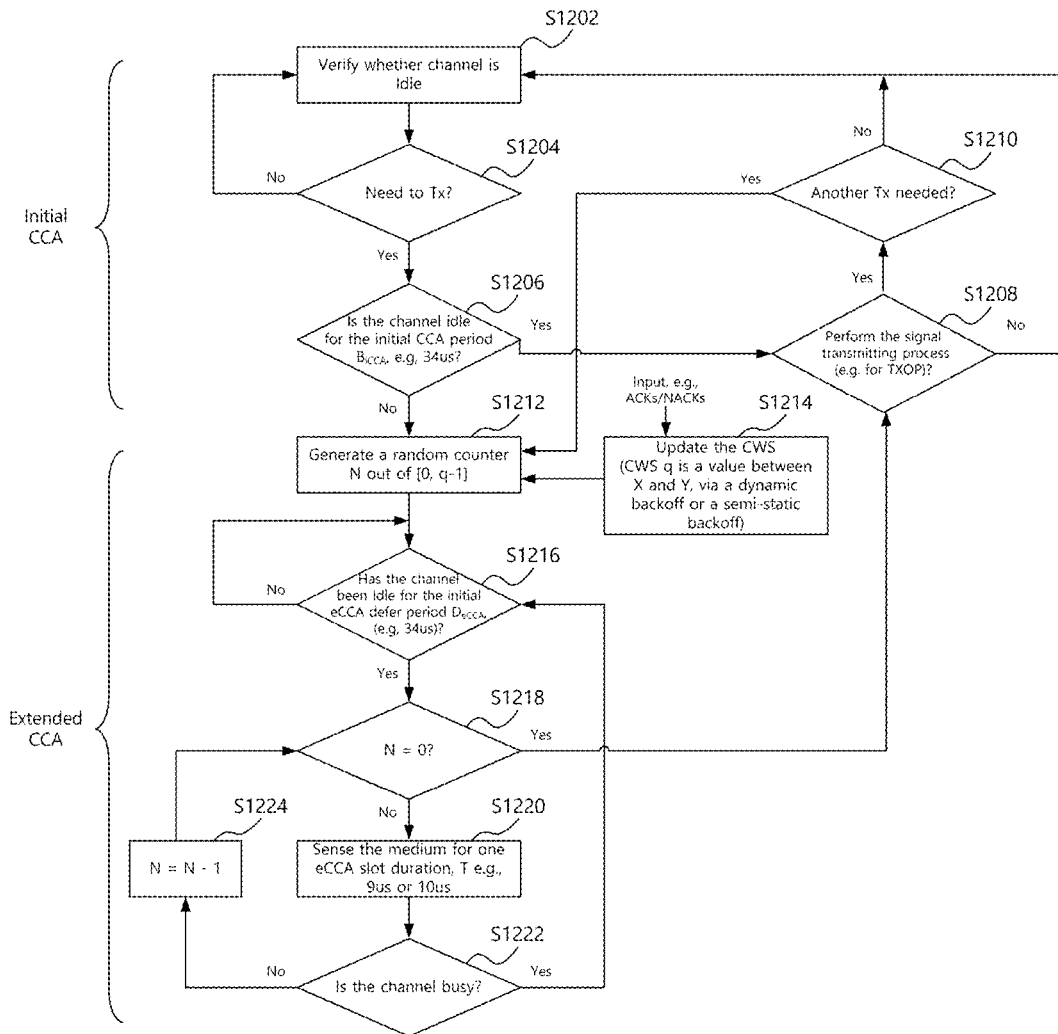 S1202
Verify whether channel is
Idle
S1204
Need to Tx?
No
Yes
No
S1210
Another Tx needed?
Yes
Initial
CCA
S1206
Is the channel idle
for the initial CCA period
BiCCA, e.g, 34us?
Yes
No
Yes
S1208
Perform the signal
transmitting process
(e.g. for TXOP)?
No
S1212
Generate a random counter
N out of [0, q-1]
Input, e.g.,
ACKs/NACKs
S1214
Update the CWS
(CWS q is a value between
X and Y, via a dynamic
backoff or a semi-static
backoff)
S1216
Has the channel
been idle for the initial
eCCA defer period DeCCA,
(e.g, 34us)?
No
Yes
Extended
CCA
S1218
N = 0?
Yes
No
S1224
N = N - 1
S1220
Sense the medium for one
eCCA slot duration, T e.g.,
9us or 10us
S1222
Is the channel busy?
No
Yes